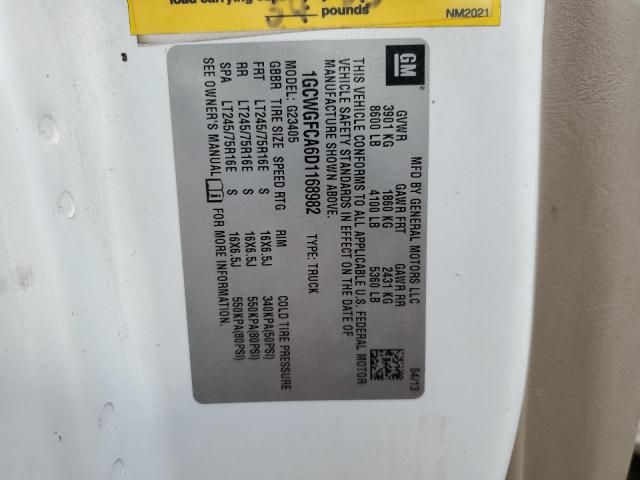 load carrying
pounds
NM2021
GM
MFD BY GENERAL MOTORS LLC
04/13
GVWR GAWR FRT GAWR RR
3901 KG 1860 KG 2431 KG
8600 LB 4100 LB 5360 LB
THIS VEHICLE CONFORMS TO ALL APPLICABLE U.S. FEDERAL MOTOR
VEHICLE SAFETY STANDARDS IN EFFECT ON THE DATE OF
MANUFACTURE SHOWN ABOVE.
1GCWGFCA6D1168982 TYPE: TRUCK
MODEL: G23405
GBBR TIRE SIZE SPEED RTG RIM COLD TIRE PRESSURE
FRT LT245/75R16E S 16X6.5J 340KPA(50PSI)
RR LT245/75R16E S 16X6.5J 550KPA(80PSI)
SPA LT245/75R16E S 16X6.5J 550KPA(80PSI)
SEE OWNER'S MANUAL FOR MORE INFORMATION